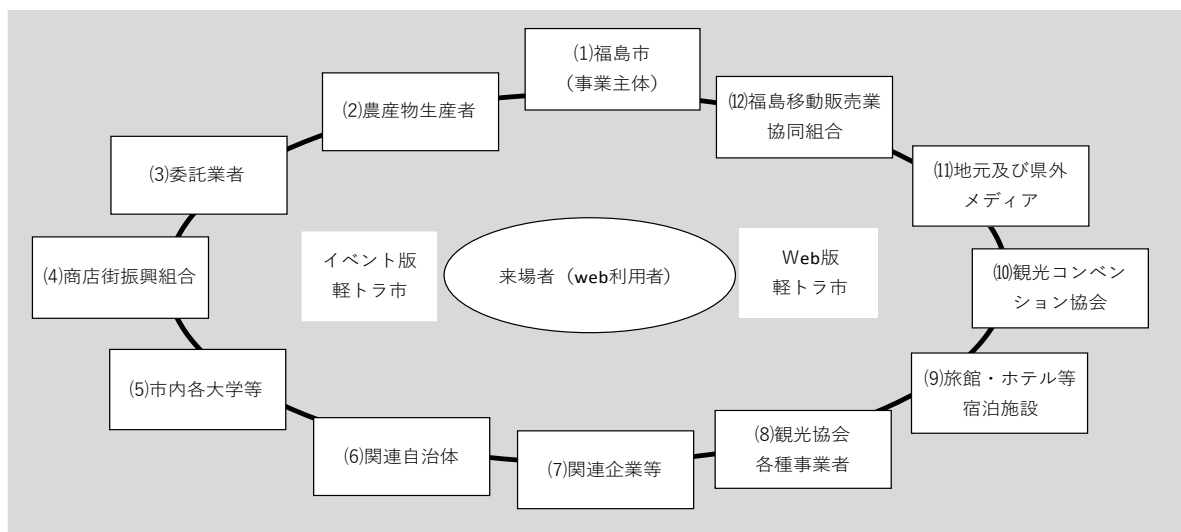 ⑴福島市
（事業主体）
⑵農産物生産者
⑿福島移動販売業
協同組合
⑶委託業者
⑾地元及び県外
メディア
⑷商店街振興組合
イベント版
軽トラ市
来場者（web利用者）
Web版
軽トラ市
⑽観光コンベン
ション協会
⑸市内各大学等
⑼旅館・ホテル等
宿泊施設
⑹関連自治体
⑺関連企業等
⑻観光協会
各種事業者